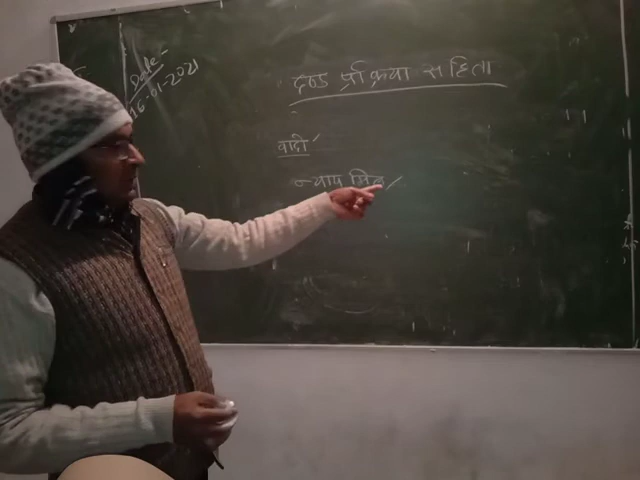 Date-
16-01-2021
दण्ड प्रक्रिया संहिता
वादी
न्याय मित्र